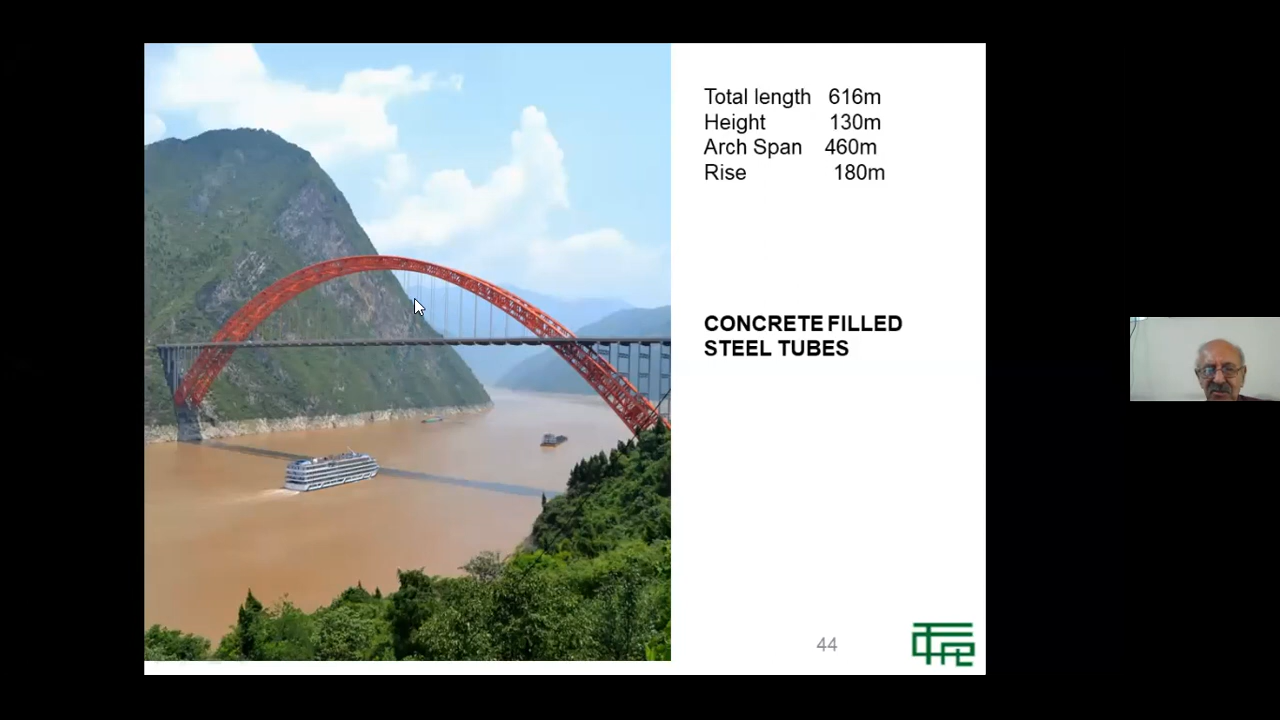 Total length 616m
Height 130m
Arch Span 460m
Rise 180m
CONCRETE FILLED
STEEL TUBES
44